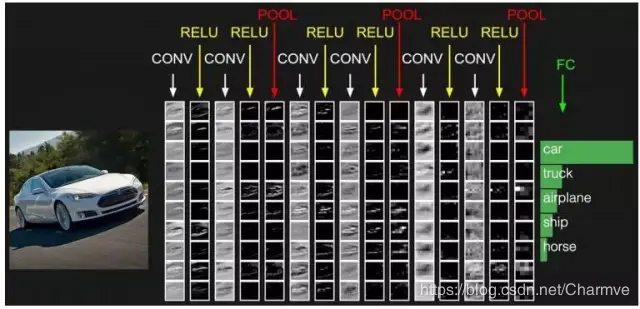 POOL POOL POOL
RELU RELU RELU RELU RELU RELU
CONV CONV CONV CONV CONV CONV
FC
car
truck
airplane
ship
horse
https://blog.csdn.net/Charmve